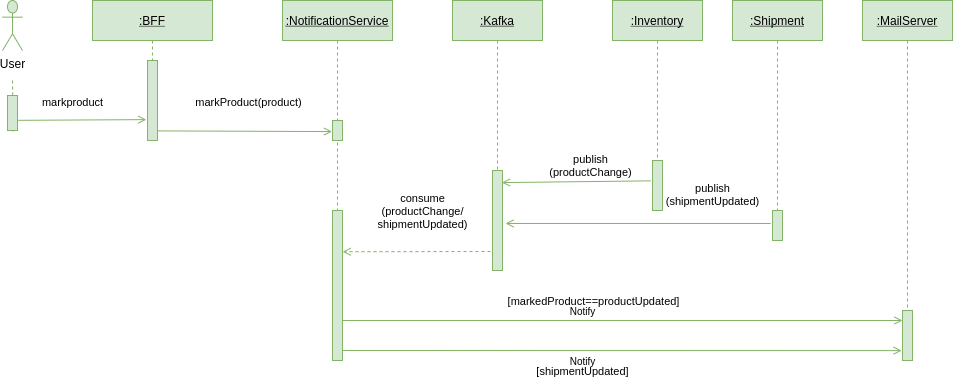 :BFF
:NotificationService
:Kafka
:Inventory
:Shipment
:MailServer
User
markproduct
markProduct(product)
publish
(productChange)
publish
(shipmentUpdated)
consume
(productChange/
shipmentUpdated)
[markedProduct==productUpdated]
Notify
Notify
[shipmentUpdated]